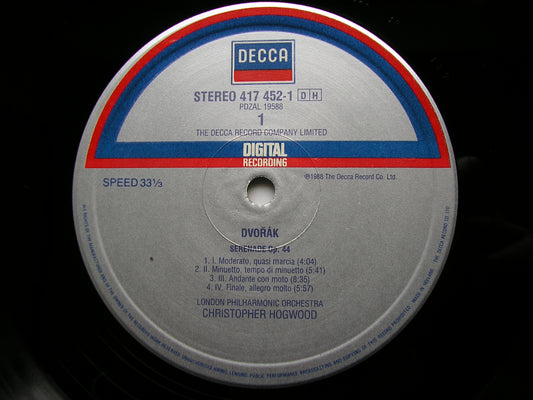 DECCA
STEREO 417 452-1 DH
PDZAL 19588
1
THE DECCA RECORD COMPANY LIMITED
DIGITAL
RECORDING
SPEED 33⅓
℗1988 The Decca Record Co. Ltd.
DVOŘÁK
SERENADE Op. 44
1. I. Moderato, quasi marcia (4:04)
2. II. Minuetto, tempo di minuetto (5:41)
3. III. Andante con moto (8:35)
4. IV. Finale, allegro molto (5:57)
LONDON PHILHARMONIC ORCHESTRA
CHRISTOPHER HOGWOOD